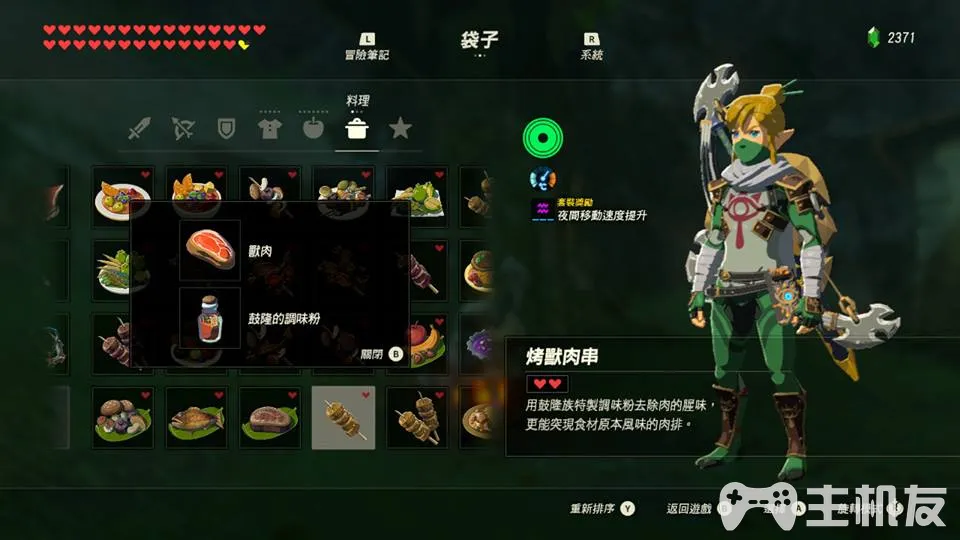 L
冒險筆記
袋子
R
系統
2371
料理
套裝獎勵
夜間移動速度提升
獸肉
鼓隆的調味粉
關閉 B
烤獸肉串
用鼓隆族特製調味粉去除肉的腥味，
更能突現食材原本風味的肉排。
重新排序 Y
返回遊戲
選擇 A
主机友